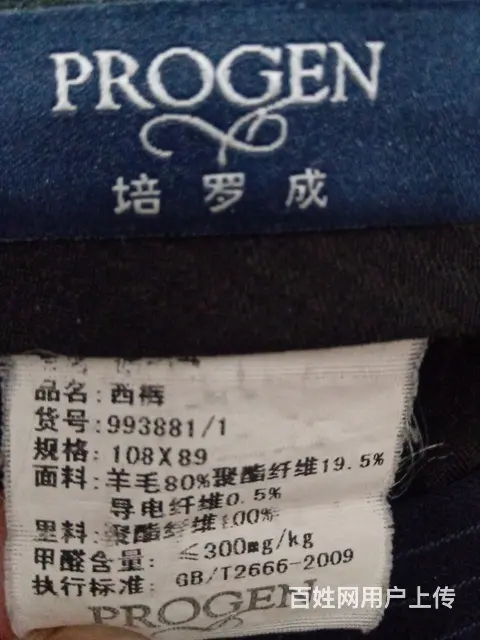 PROGEN
培罗成
品名:西裤
货号:993881/1
规格:108X89
面料:羊毛80%聚酯纤维19.5%
导电纤维0.5%
里料:聚酯纤维100%
甲醛含量:≤300mg/kg
执行标准:GB/T2666-2009
PROGEN
百姓网用户上传